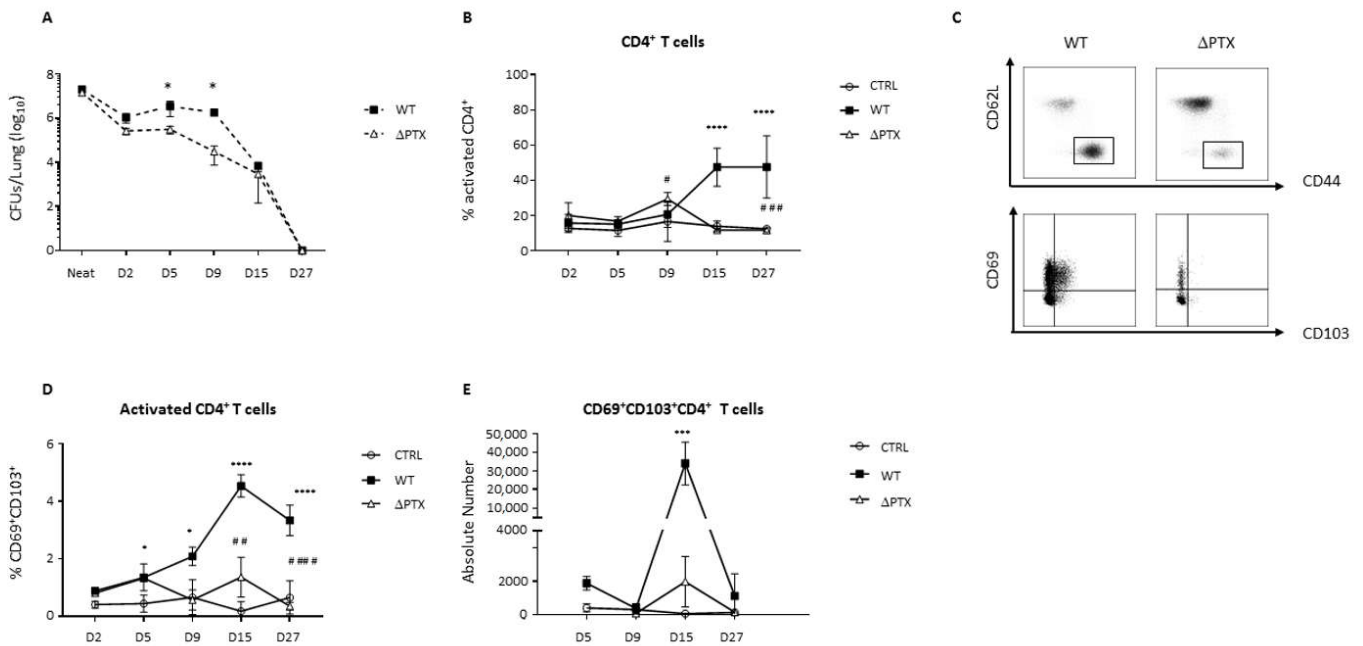 A
CFUs/Lung (log10)
8
6
4
2
0
Neat D2 D5 D9 D15 D27
* *
WT
ΔPTX
B
CD4+ T cells
% activated CD4+
100
80
60
40
20
0
D2 D5 D9 D15 D27
#
**** ****
###
CTRL
WT
ΔPTX
C
WT ΔPTX
CD62L
CD44
CD69
CD103
D
Activated CD4+ T cells
% CD69+CD103+
6
4
2
0
D2 D5 D9 D15 D27
* * **** ****
## ####
CTRL
WT
ΔPTX
E
CD69+CD103+CD4+ T cells
Absolute Number
50,000
40,000
30,000
20,000
10,000
4000
2000
0
D5 D9 D15 D27
***
CTRL
WT
ΔPTX